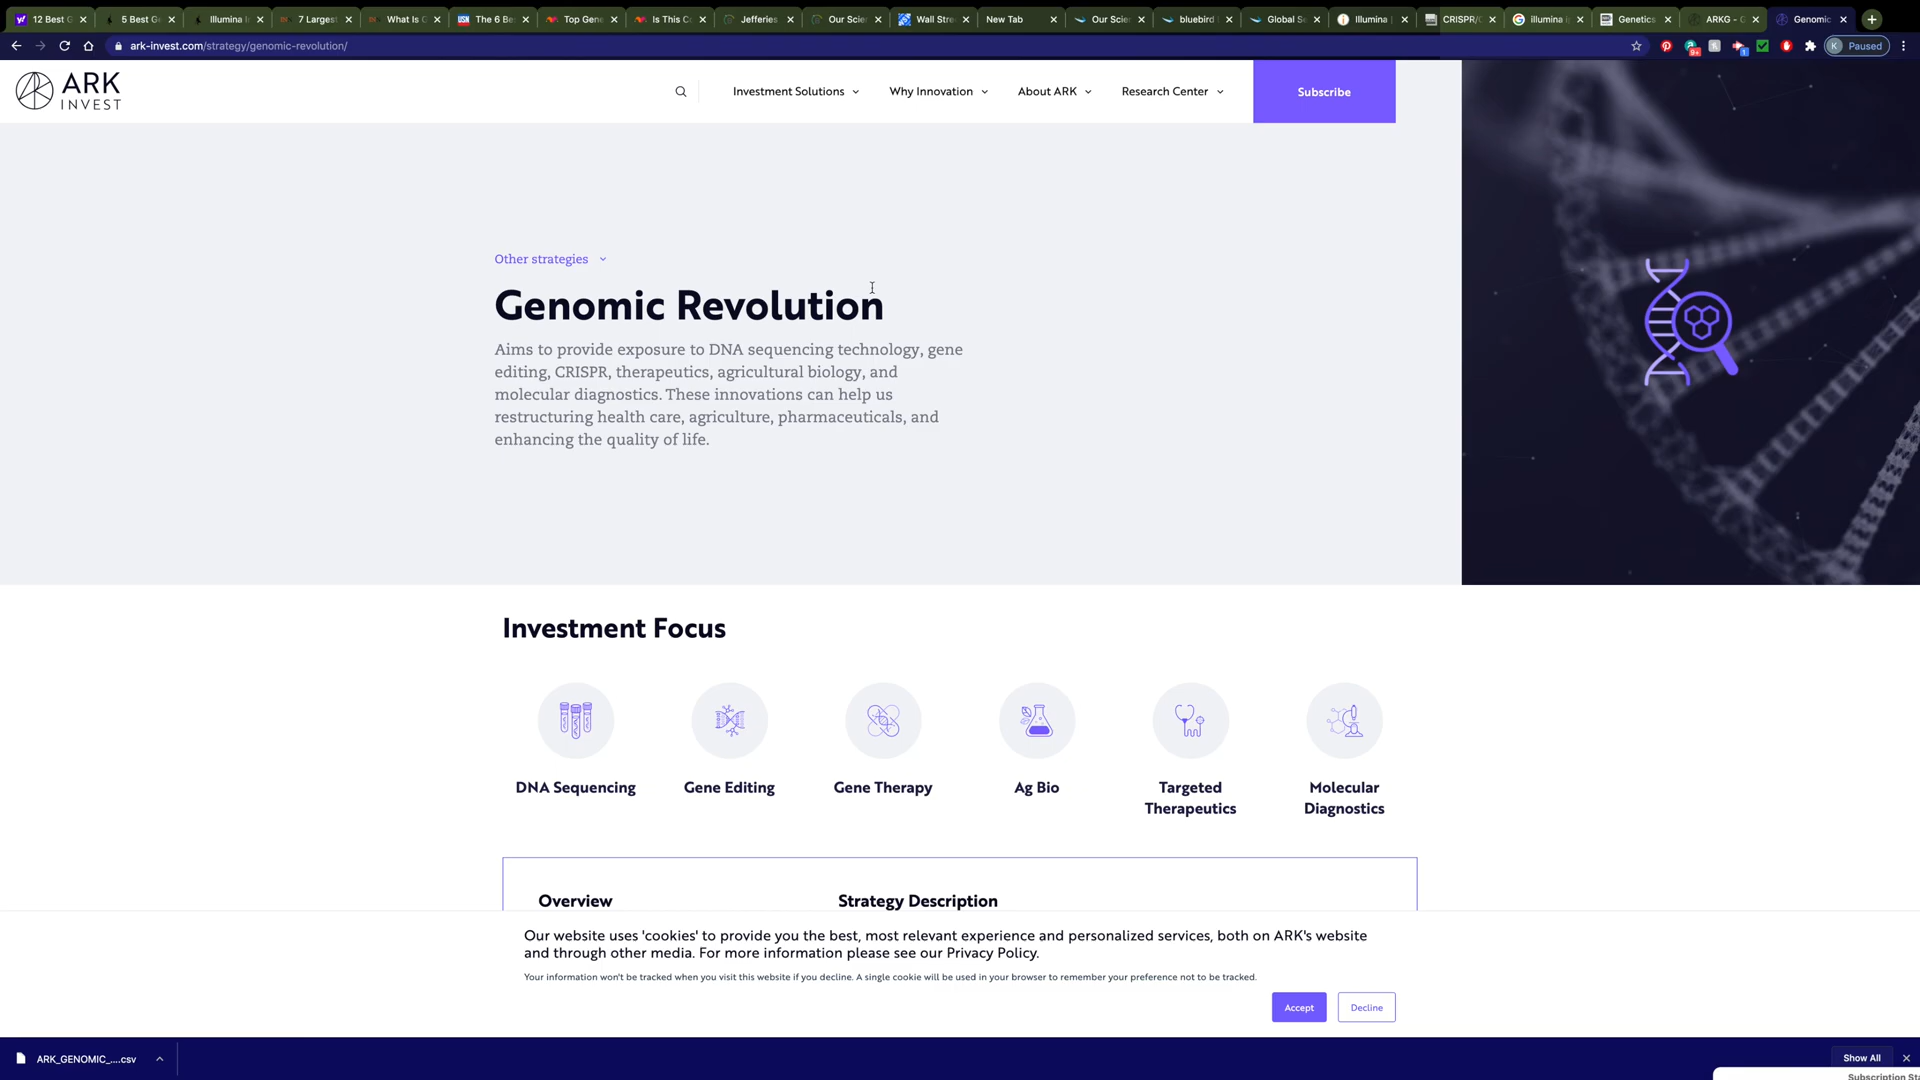 12 Best G
5 Best Ge
Illumina I
7 Largest
What Is G
The 6 Be
Top Gene
Is This C
Jefferies
Our Scien
Wall Stre
New Tab
Our Scien
bluebird
Global Se
Illumina |
CRISPR/C
illumina i
Genetics
ARKG - G
Genomic
ark-invest.com/strategy/genomic-revolution/
K Paused
ARK
INVEST
Investment Solutions
Why Innovation
About ARK
Research Center
Subscribe
Other strategies
Genomic Revolution
Aims to provide exposure to DNA sequencing technology, gene
editing, CRISPR, therapeutics, agricultural biology, and
molecular diagnostics. These innovations can help us
restructuring health care, agriculture, pharmaceuticals, and
enhancing the quality of life.
Investment Focus
DNA Sequencing
Gene Editing
Gene Therapy
Ag Bio
Targeted
Therapeutics
Molecular
Diagnostics
Overview
Strategy Description
Our website uses 'cookies' to provide you the best, most relevant experience and personalized services, both on ARK's website
and through other media. For more information please see our Privacy Policy.
Your information won't be tracked when you visit this website if you decline. A single cookie will be used in your browser to remember your preference not to be tracked.
Accept
Decline
ARK_GENOMIC_....csv
Show All
Subscription Sta